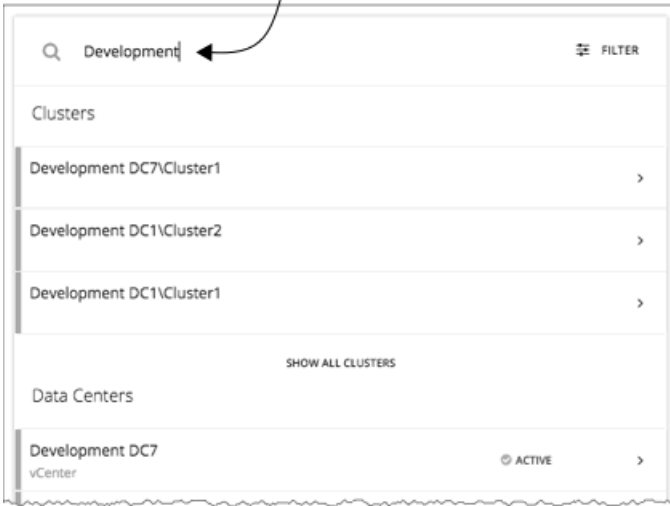 Development
FILTER
Clusters
Development DC7\Cluster1
Development DC1\Cluster2
Development DC1\Cluster1
SHOW ALL CLUSTERS
Data Centers
Development DC7
ACTIVE
vCenter